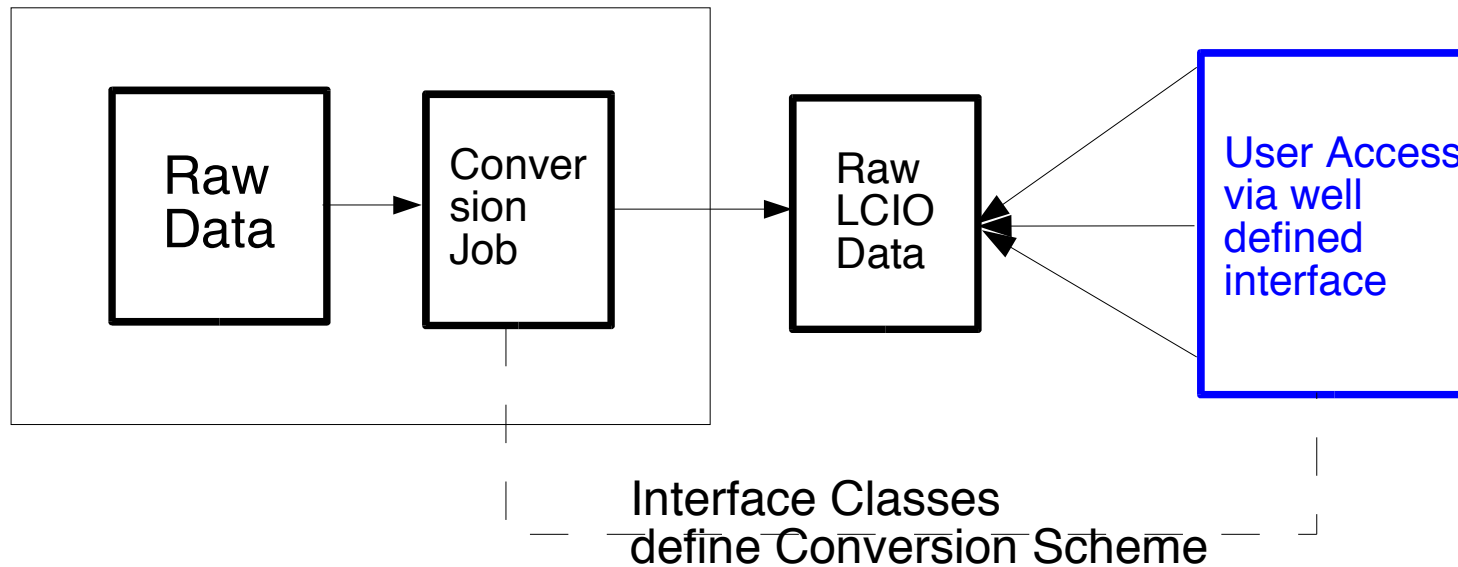 Raw
Data
Conver
sion
Job
Raw
LCIO
Data
User Access
via well
defined
interface
Interface Classes
define Conversion Scheme